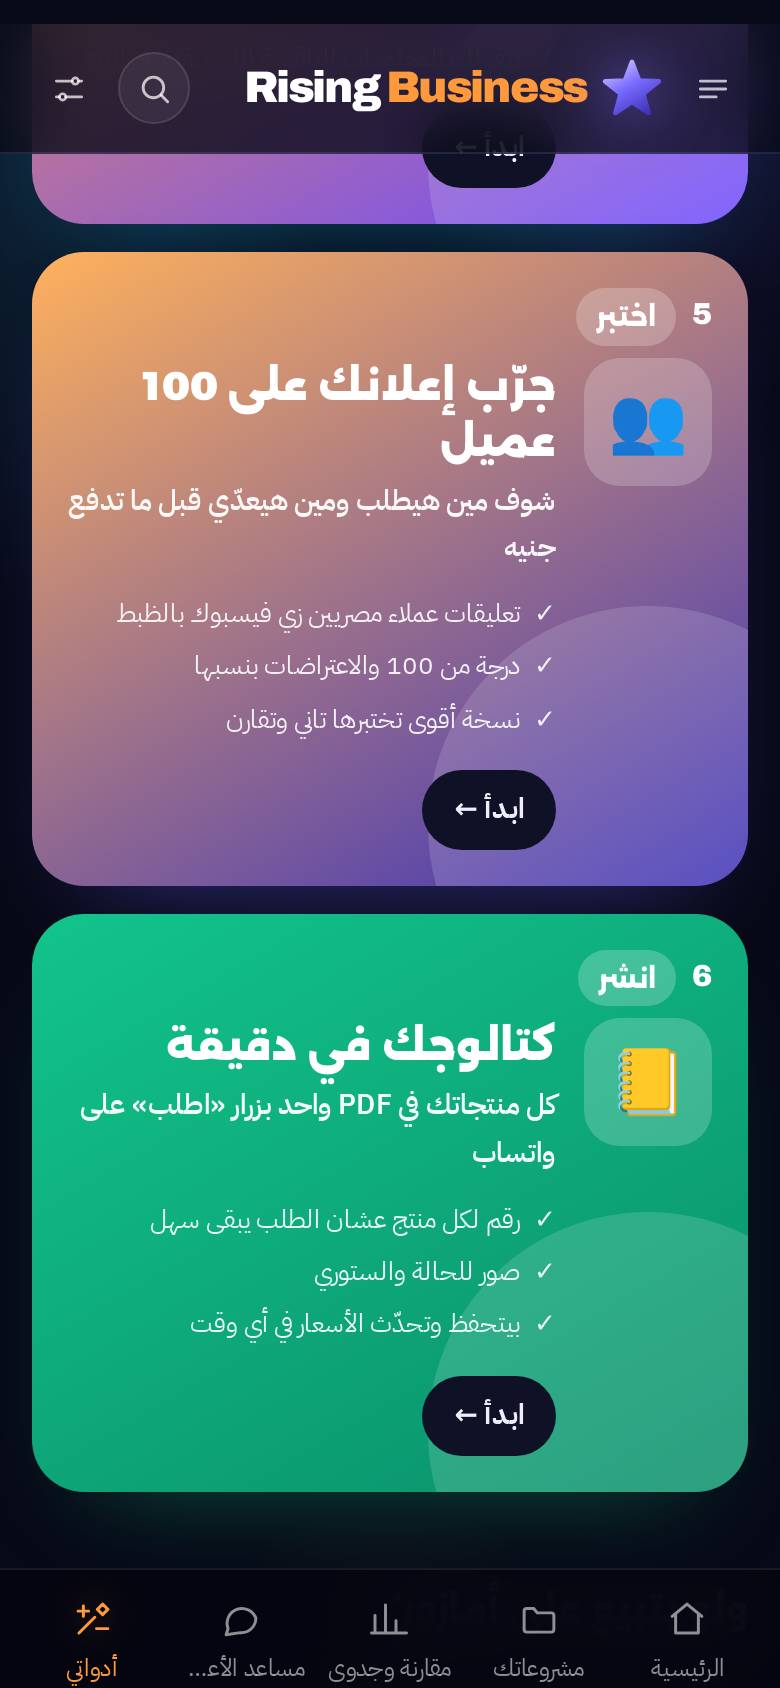 Rising Business
ابدأ ←
5 اختبر
جرّب إعلانك على 100
عميل
شوف مين هيطلب ومين هيعدّي قبل ما تدفع
جنيه
✓ تعليقات عملاء مصريين زي فيسبوك بالظبط
✓ درجة من 100 والاعتراضات بنسبها
✓ نسخة أقوى تختبرها تاني وتقارن
ابدأ ←
6 انشر
كتالوجك في دقيقة
كل منتجاتك في PDF واحد بزرار «اطلب» على
واتساب
✓ رقم لكل منتج عشان الطلب يبقى سهل
✓ صور للحالة والستوري
✓ بيتحفظ وتحدّث الأسعار في أي وقت
ابدأ ←
الرئيسية
مشروعاتك
مقارنة وجدوى
مساعد الأعـ...
أدواتي